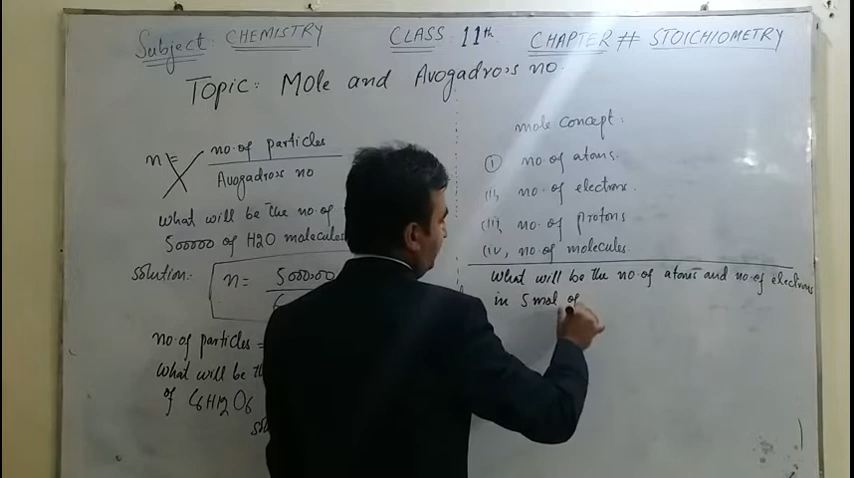 Subject: CHEMISTRY CLASS 11th CHAPTER # STOICHIOMETRY
Topic: Mole and Avogadros no.
n = no. of particles
Avogadros no
What will be the no. of
500000 of H2O molecules
Solution:
n = 500000
6
no. of particles =
What will be th
of C6H12O6
mole concept:
(i) no. of atoms.
(ii) no. of electrons.
(iii) no. of protons
(iv) no. of molecules.
What will be the no. of atoms and no. of electrons
in 5 mol of